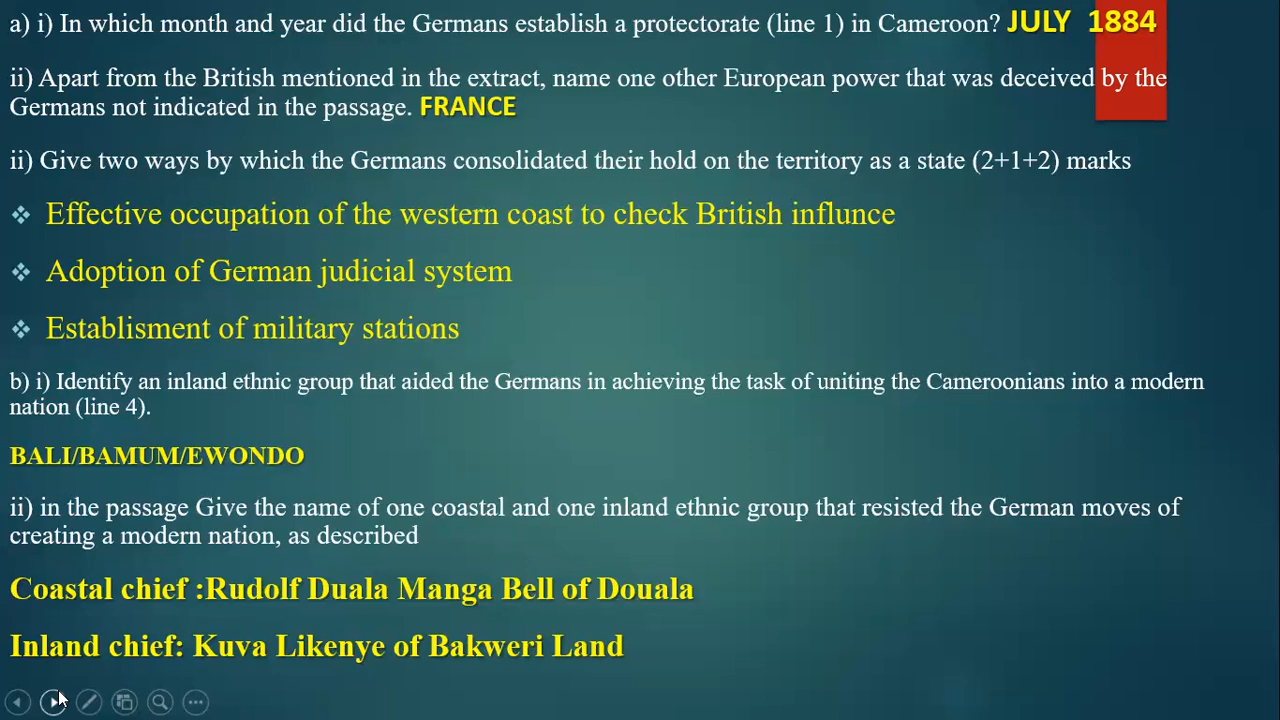 a) i) In which month and year did the Germans establish a protectorate (line 1) in Cameroon? JULY 1884
ii) Apart from the British mentioned in the extract, name one other European power that was deceived by the
Germans not indicated in the passage. FRANCE
ii) Give two ways by which the Germans consolidated their hold on the territory as a state (2+1+2) marks
❖ Effective occupation of the western coast to check British influnce
❖ Adoption of German judicial system
❖ Establisment of military stations
b) i) Identify an inland ethnic group that aided the Germans in achieving the task of uniting the Cameroonians into a modern
nation (line 4).
BALI/BAMUM/EWONDO
ii) in the passage Give the name of one coastal and one inland ethnic group that resisted the German moves of
creating a modern nation, as described
Coastal chief :Rudolf Duala Manga Bell of Douala
Inland chief: Kuva Likenye of Bakweri Land